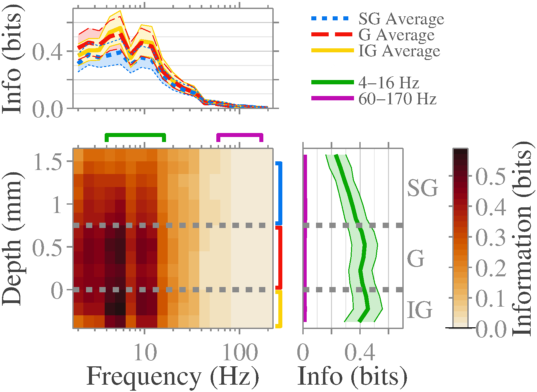 Info (bits)
0.4
0.0
SG Average
G Average
IG Average
4–16 Hz
60–170 Hz
Depth (mm)
1.5
1.0
0.5
0
10
100
Frequency (Hz)
SG
G
IG
0
0.4
Info (bits)
0.5
0.4
0.3
0.2
0.1
0.0
Information (bits)